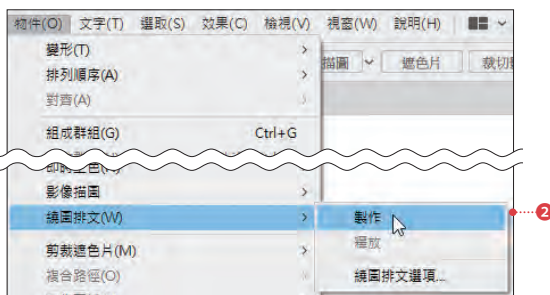 物件(O) 文字(T) 選取(S) 效果(C) 檢視(V) 視窗(W) 說明(H)
變形(T)
描圖 遮色片 裁切
排列順序(A)
對齊(A)
組成群組(G) Ctrl+G
影像描圖
繞圖排文(W) 製作 2
釋放
剪裁遮色片(M)
複合路徑(O) 繞圖排文選項...